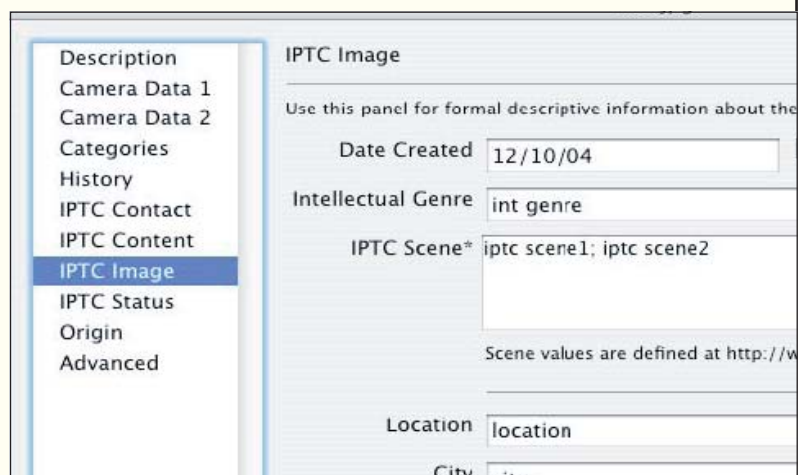 Description
Camera Data 1
Camera Data 2
Categories
History
IPTC Contact
IPTC Content
IPTC Image
IPTC Status
Origin
Advanced
IPTC Image
Use this panel for formal descriptive information about the
Date Created 12/10/04
Intellectual Genre int genre
IPTC Scene* iptc scene1; iptc scene2
Scene values are defined at http://w
Location location
City